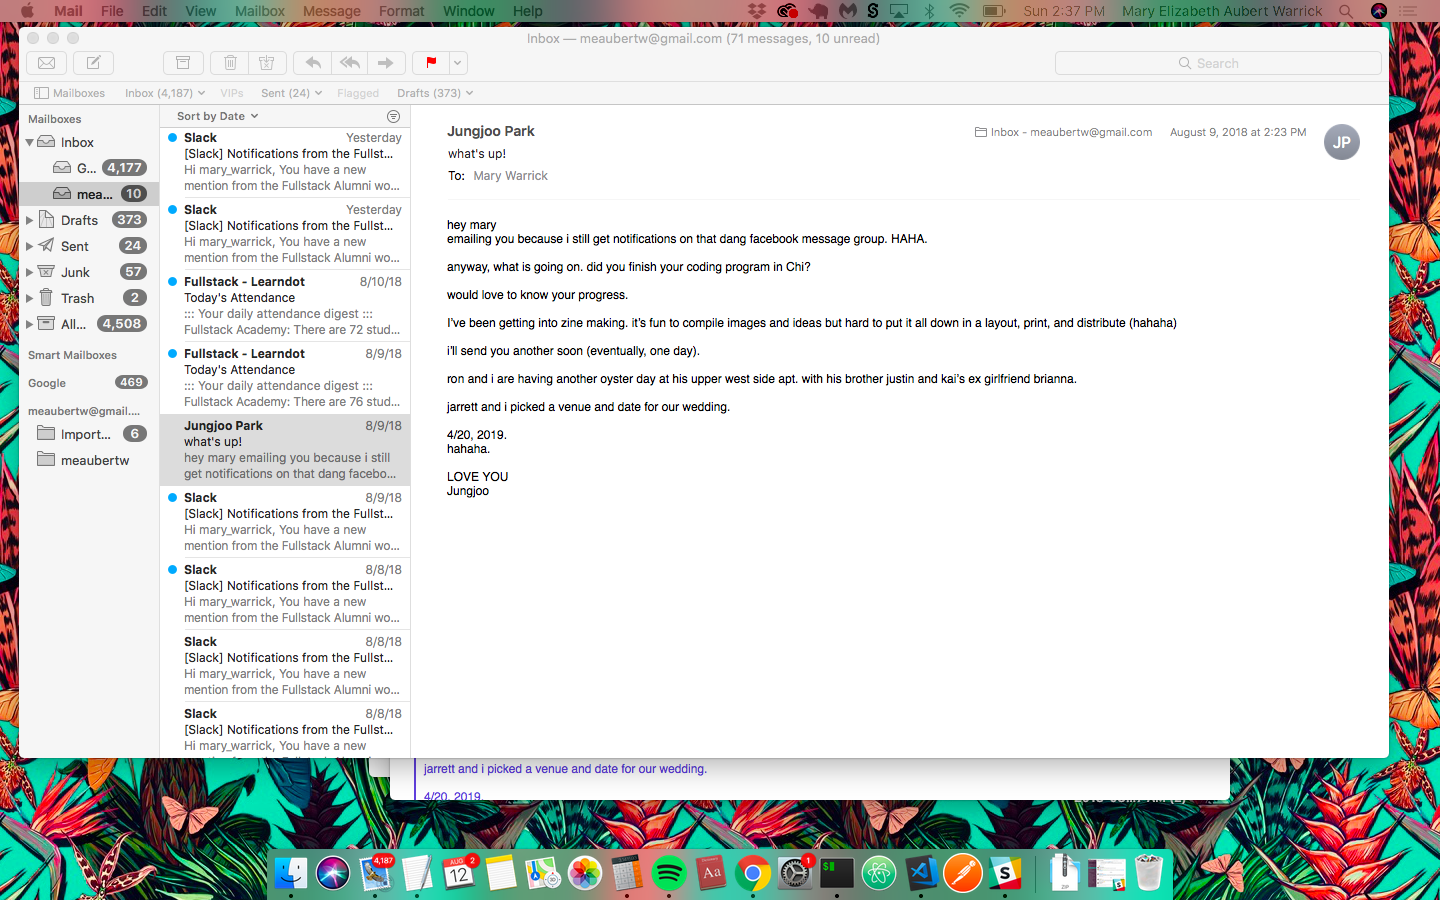 Mail File Edit View Mailbox Message Format Window Help Sun 2:37 PM Mary Elizabeth Aubert Warrick
Inbox — meaubertw@gmail.com (71 messages, 10 unread)
Search
Mailboxes Inbox (4,187) VIPs Sent (24) Flagged Drafts (373)
Mailboxes
Inbox
G... 4,177
mea... 10
Drafts 373
Sent 24
Junk 57
Trash 2
All... 4,508
Smart Mailboxes
Google 469
meaubertw@gmail....
Import... 6
meaubertw
Sort by Date
Slack Yesterday
[Slack] Notifications from the Fullst...
Hi mary_warrick, You have a new
mention from the Fullstack Alumni wo...
Slack Yesterday
[Slack] Notifications from the Fullst...
Hi mary_warrick, You have a new
mention from the Fullstack Alumni wo...
Fullstack - Learndot 8/10/18
Today's Attendance
::: Your daily attendance digest :::
Fullstack Academy: There are 72 stud...
Fullstack - Learndot 8/9/18
Today's Attendance
::: Your daily attendance digest :::
Fullstack Academy: There are 76 stud...
Jungjoo Park 8/9/18
what's up!
hey mary emailing you because i still
get notifications on that dang facebo...
Slack 8/9/18
[Slack] Notifications from the Fullst...
Hi mary_warrick, You have a new
mention from the Fullstack Alumni wo...
Slack 8/8/18
[Slack] Notifications from the Fullst...
Hi mary_warrick, You have a new
mention from the Fullstack Alumni wo...
Slack 8/8/18
[Slack] Notifications from the Fullst...
Hi mary_warrick, You have a new
mention from the Fullstack Alumni wo...
Slack 8/8/18
[Slack] Notifications from the Fullst...
Hi mary_warrick, You have a new
Jungjoo Park Inbox - meaubertw@gmail.com August 9, 2018 at 2:23 PM JP
what's up!
To: Mary Warrick
hey mary
emailing you because i still get notifications on that dang facebook message group. HAHA.
anyway, what is going on. did you finish your coding program in Chi?
would love to know your progress.
I've been getting into zine making. it's fun to compile images and ideas but hard to put it all down in a layout, print, and distribute (hahaha)
i'll send you another soon (eventually, one day).
ron and i are having another oyster day at his upper west side apt. with his brother justin and kai's ex girlfriend brianna.
jarrett and i picked a venue and date for our wedding.
4/20, 2019.
hahaha.
LOVE YOU
Jungjoo
jarrett and i picked a venue and date for our wedding.
4/20, 2019.
4,187 AUG 12 2 Aa 1 $ S ZIP